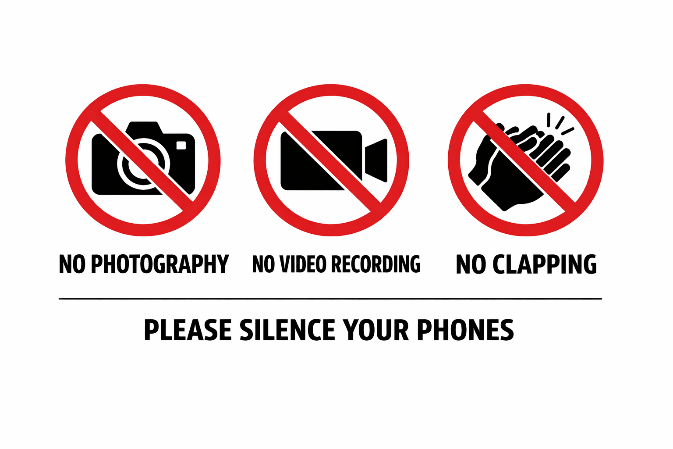 NO PHOTOGRAPHY NO VIDEO RECORDING NO CLAPPING
PLEASE SILENCE YOUR PHONES